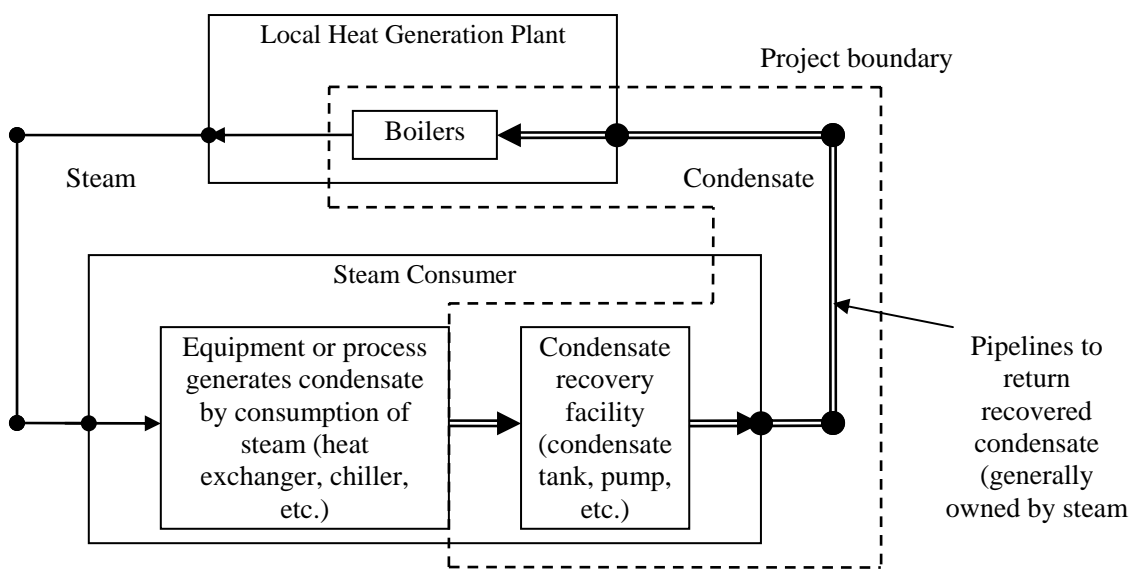 Local Heat Generation Plant
Project boundary
Boilers
Steam
Condensate
Steam Consumer
Equipment or process
generates condensate
by consumption of
steam (heat
exchanger, chiller,
etc.)
Condensate
recovery
facility
(condensate
tank, pump,
etc.)
Pipelines to
return
recovered
condensate
(generally
owned by steam